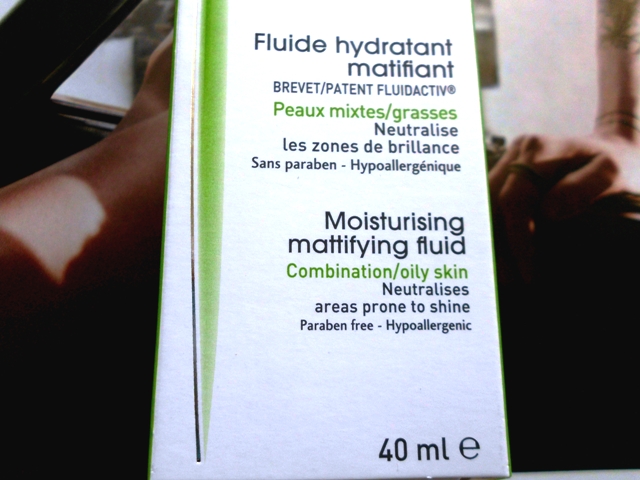 Fluide hydratant
matifiant
BREVET/PATENT FLUIDACTIV®
Peaux mixtes/grasses
Neutralise
les zones de brillance
Sans paraben - Hypoallergénique
Moisturising
mattifying fluid
Combination/oily skin
Neutralises
areas prone to shine
Paraben free - Hypoallergenic
40 ml ℮